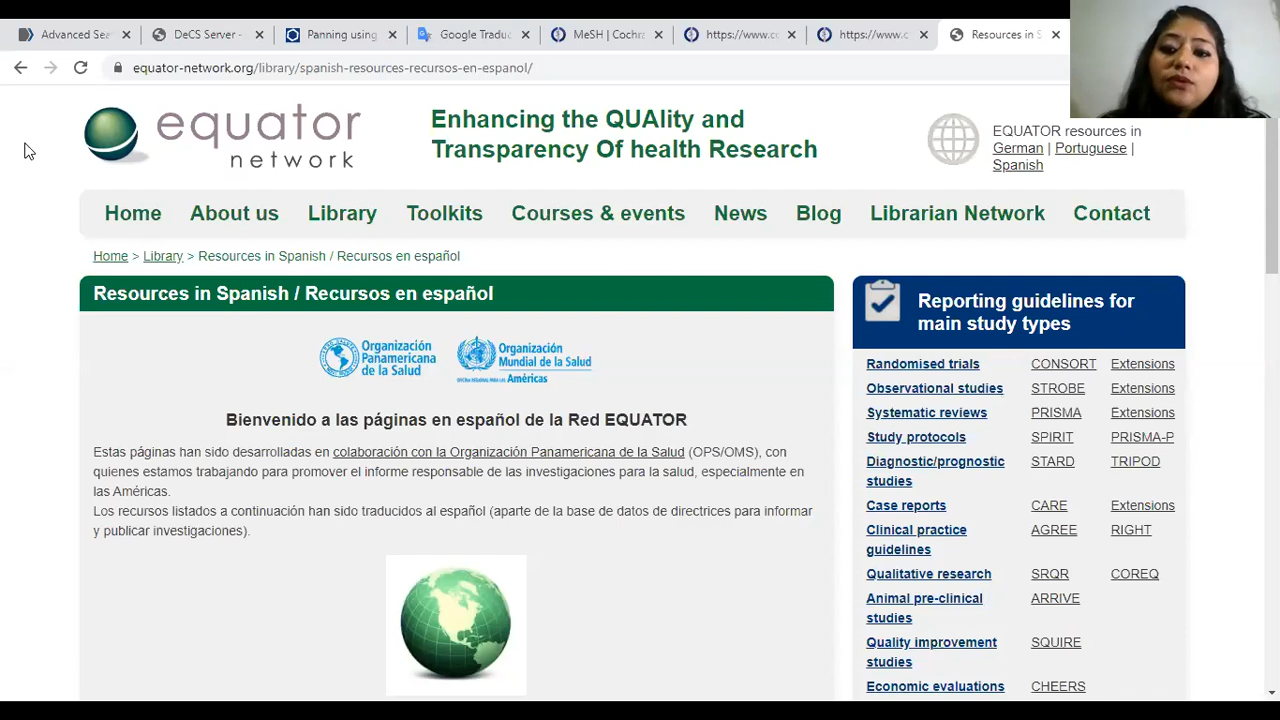 Advanced Sea
DeCS Server -
Panning using
Google Traduc
MeSH | Cochra
https://www.co
https://www.c
Resources in S
equator-network.org/library/spanish-resources-recursos-en-espanol/
equator
network
Enhancing the QUAlity and
Transparency Of health Research
EQUATOR resources in
German | Portuguese |
Spanish
Home About us Library Toolkits Courses & events News Blog Librarian Network Contact
Home > Library > Resources in Spanish / Recursos en español
Resources in Spanish / Recursos en español
Organización
Panamericana
de la Salud
Organización
Mundial de la Salud
OFICINA REGIONAL PARA LAS Américas
Bienvenido a las páginas en español de la Red EQUATOR
Estas páginas han sido desarrolladas en colaboración con la Organización Panamericana de la Salud (OPS/OMS), con
quienes estamos trabajando para promover el informe responsable de las investigaciones para la salud, especialmente en
las Américas.
Los recursos listados a continuación han sido traducidos al español (aparte de la base de datos de directrices para informar
y publicar investigaciones).
Reporting guidelines for
main study types
Randomised trials CONSORT Extensions
Observational studies STROBE Extensions
Systematic reviews PRISMA Extensions
Study protocols SPIRIT PRISMA-P
Diagnostic/prognostic STARD TRIPOD
studies
Case reports CARE Extensions
Clinical practice AGREE RIGHT
guidelines
Qualitative research SRQR COREQ
Animal pre-clinical ARRIVE
studies
Quality improvement SQUIRE
studies
Economic evaluations CHEERS